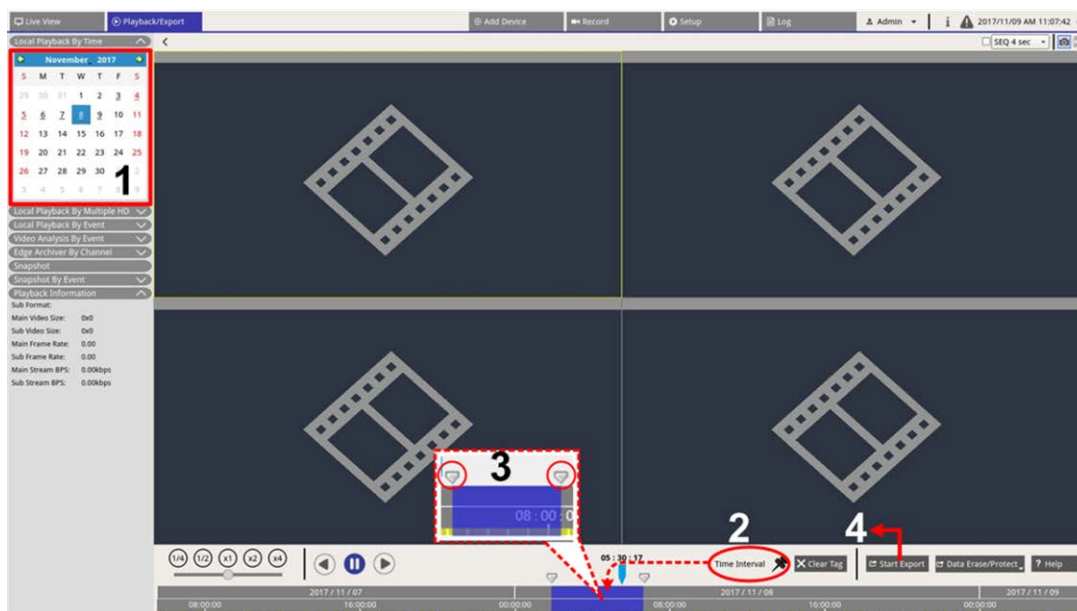 Live View Playback/Export Add Device Record Setup Log Admin i 2017/11/09 AM 11:07:42
Local Playback By Time SEQ 4 sec
November 2017
S M T W T F S
29 30 31 1 2 3 4
5 6 7 8 9 10 11
12 13 14 15 16 17 18
19 20 21 22 23 24 25
26 27 28 29 30 1 2
3 4 5 6 7 8 9
1
Local Playback By Multiple HD
Local Playback By Event
Video Analysis By Event
Edge Archiver By Channel
Snapshot
Snapshot By Event
Playback Information
Sub Format:
Main Video Size: 0x0
Sub Video Size: 0x0
Main Frame Rate: 0.00
Sub Frame Rate: 0.00
Main Stream BPS: 0.00kbps
Sub Stream BPS: 0.00kbps
3
08:00:0
2 4
1/4 1/2 x1 x2 x4 05:30:17 Time Interval Clear Tag Start Export Data Erase/Protect ? Help
2017/11/07 2017/11/08 2017/11/09
08:00:00 16:00:00 00:00:00 08:00:00 16:00:00 00:00:00